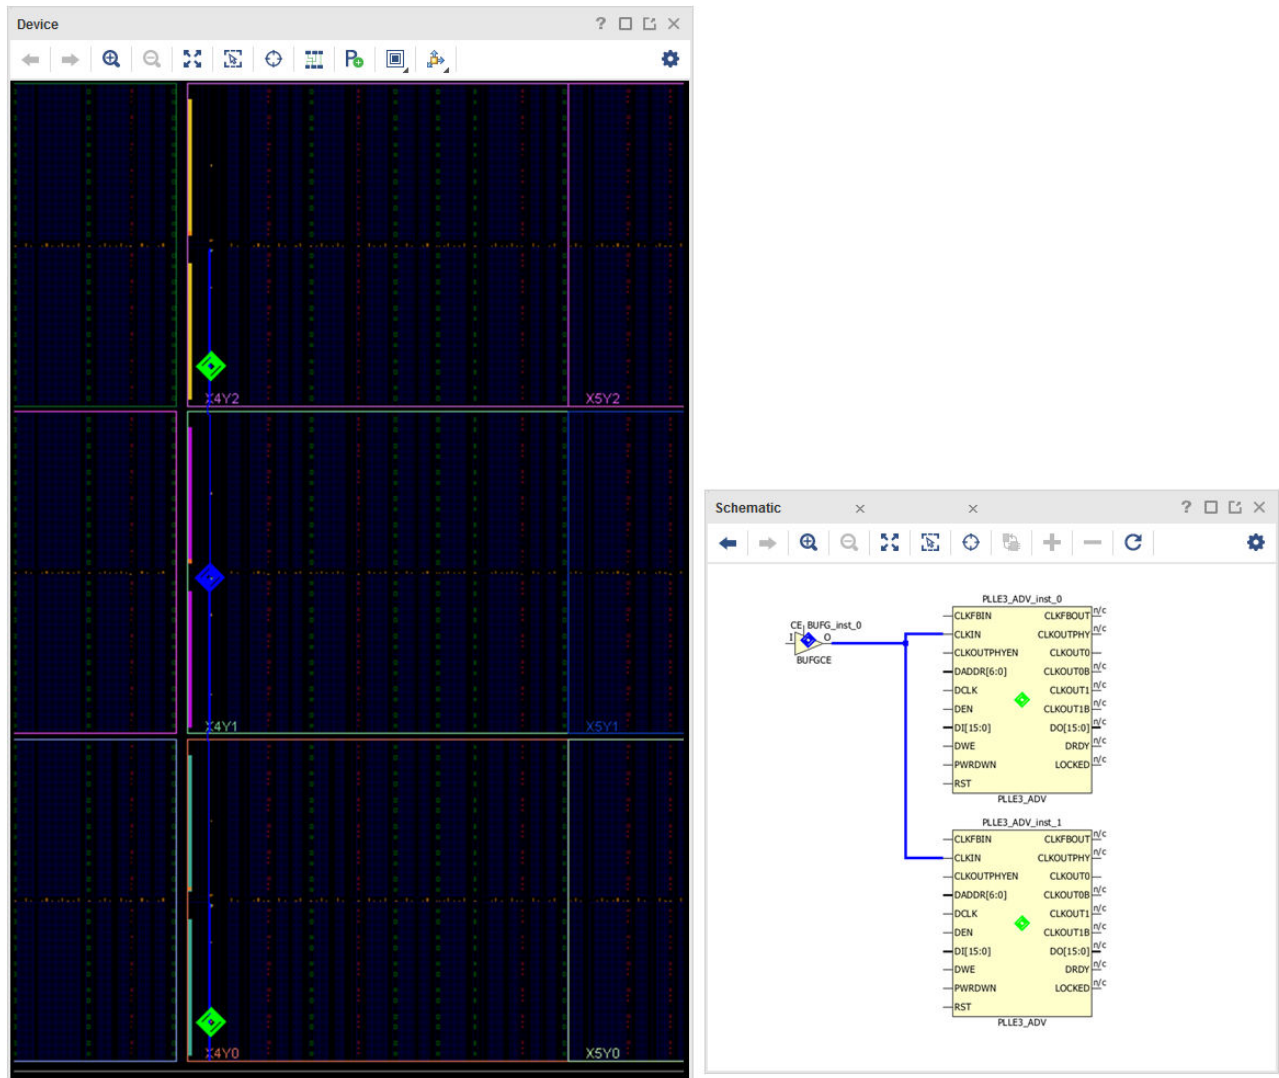 Device
X4Y2
X5Y2
X4Y1
X5Y1
X4Y0
X5Y0
Schematic
CE BUFG_inst_0
I
O
BUFGCE
PLLE3_ADV_inst_0
CLKFBIN CLKFBOUT n/c
CLKIN CLKOUTPHY n/c
CLKOUTPHYEN CLKOUT0
DADDR[6:0] CLKOUT0B n/c
DCLK CLKOUT1 n/c
DEN CLKOUT1B n/c
DI[15:0] DO[15:0] n/c
DWE DRDY n/c
PWRDWN LOCKED n/c
RST
PLLE3_ADV
PLLE3_ADV_inst_1
CLKFBIN CLKFBOUT n/c
CLKIN CLKOUTPHY n/c
CLKOUTPHYEN CLKOUT0
DADDR[6:0] CLKOUT0B n/c
DCLK CLKOUT1 n/c
DEN CLKOUT1B n/c
DI[15:0] DO[15:0] n/c
DWE DRDY n/c
PWRDWN LOCKED n/c
RST
PLLE3_ADV